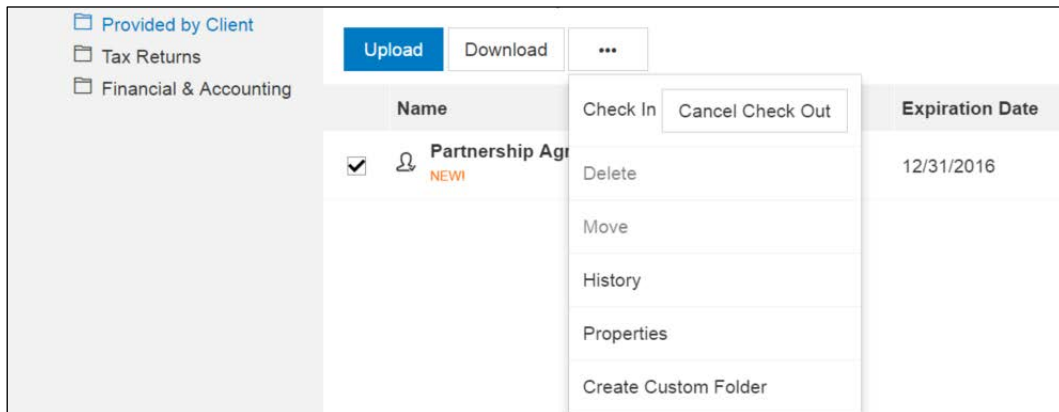 Provided by Client
Tax Returns
Financial & Accounting
Upload Download •••
Name Expiration Date
Check In Cancel Check Out
Partnership Agr
NEW!
12/31/2016
Delete
Move
History
Properties
Create Custom Folder